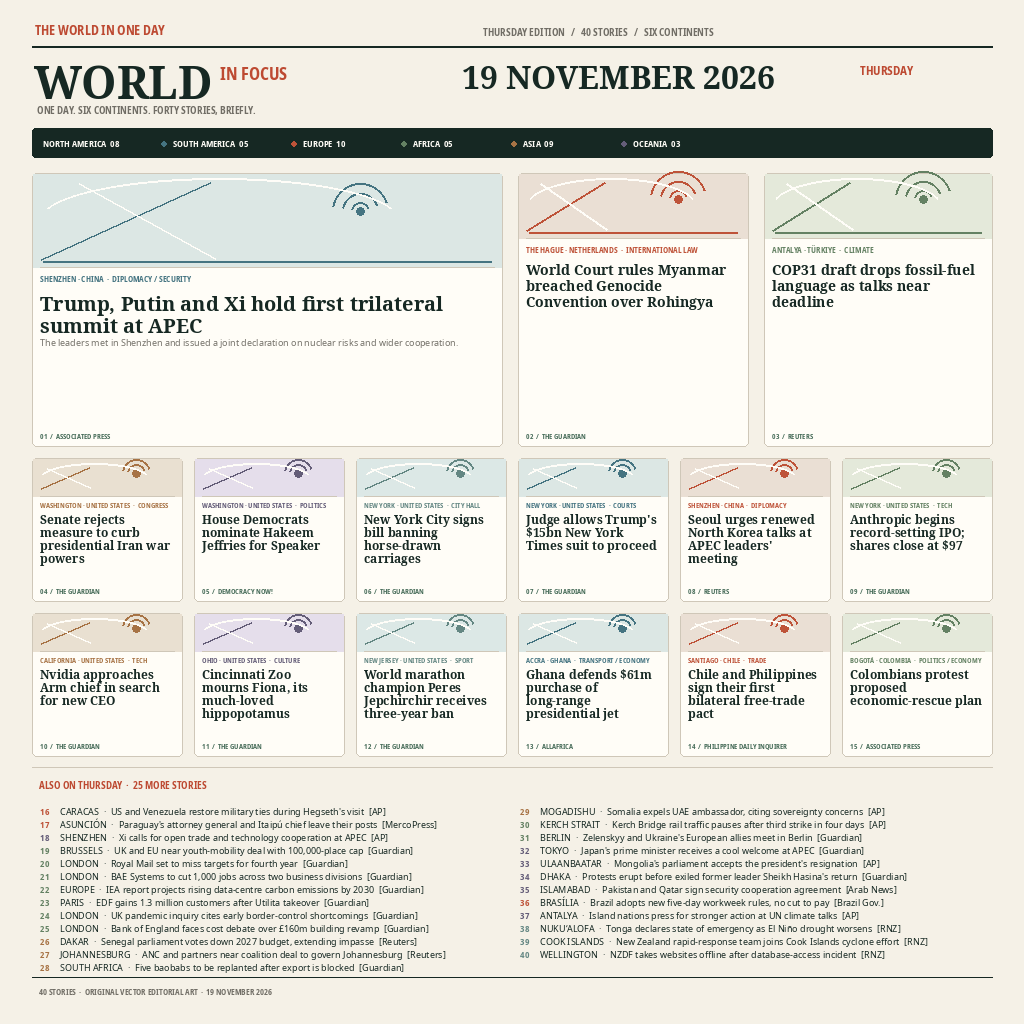 THE WORLD IN ONE DAY
THURSDAY EDITION / 40 STORIES / SIX CONTINENTS
WORLD IN FOCUS
19 NOVEMBER 2026
THURSDAY
ONE DAY. SIX CONTINENTS. FORTY STORIES, BRIEFLY.
NORTH AMERICA 08 ◆ SOUTH AMERICA 05 ◆ EUROPE 10 ◆ AFRICA 05 ◆ ASIA 09 ◆ OCEANIA 03
SHENZHEN · CHINA · DIPLOMACY / SECURITY
Trump, Putin and Xi hold first trilateral
summit at APEC
The leaders met in Shenzhen and issued a joint declaration on nuclear risks and wider cooperation.
01 / ASSOCIATED PRESS
THE HAGUE · NETHERLANDS · INTERNATIONAL LAW
World Court rules Myanmar
breached Genocide
Convention over Rohingya
02 / THE GUARDIAN
ANTALYA · TÜRKIYE · CLIMATE
COP31 draft drops fossil-fuel
language as talks near
deadline
03 / REUTERS
WASHINGTON · UNITED STATES · CONGRESS
Senate rejects
measure to curb
presidential Iran war
powers
04 / THE GUARDIAN
WASHINGTON · UNITED STATES · POLITICS
House Democrats
nominate Hakeem
Jeffries for Speaker
05 / DEMOCRACY NOW!
NEW YORK · UNITED STATES · CITY HALL
New York City signs
bill banning
horse-drawn
carriages
06 / THE GUARDIAN
NEW YORK · UNITED STATES · COURTS
Judge allows Trump's
$15bn New York
Times suit to proceed
07 / THE GUARDIAN
SHENZHEN · CHINA · DIPLOMACY
Seoul urges renewed
North Korea talks at
APEC leaders'
meeting
08 / REUTERS
NEW YORK · UNITED STATES · TECH
Anthropic begins
record-setting IPO;
shares close at $97
09 / THE GUARDIAN
CALIFORNIA · UNITED STATES · TECH
Nvidia approaches
Arm chief in search
for new CEO
10 / THE GUARDIAN
OHIO · UNITED STATES · CULTURE
Cincinnati Zoo
mourns Fiona, its
much-loved
hippopotamus
11 / THE GUARDIAN
NEW JERSEY · UNITED STATES · SPORT
World marathon
champion Peres
Jepchirchir receives
three-year ban
12 / THE GUARDIAN
ACCRA · GHANA · TRANSPORT / ECONOMY
Ghana defends $61m
purchase of
long-range
presidential jet
13 / ALLAFRICA
SANTIAGO · CHILE · TRADE
Chile and Philippines
sign their first
bilateral free-trade
pact
14 / PHILIPPINE DAILY INQUIRER
BOGOTÁ · COLOMBIA · POLITICS / ECONOMY
Colombians protest
proposed
economic-rescue plan
15 / ASSOCIATED PRESS
ALSO ON THURSDAY · 25 MORE STORIES
16 CARACAS · US and Venezuela restore military ties during Hegseth's visit [AP]
17 ASUNCIÓN · Paraguay's attorney general and Itaipú chief leave their posts [MercoPress]
18 SHENZHEN · Xi calls for open trade and technology cooperation at APEC [AP]
19 BRUSSELS · UK and EU near youth-mobility deal with 100,000-place cap [Guardian]
20 LONDON · Royal Mail set to miss targets for fourth year [Guardian]
21 LONDON · BAE Systems to cut 1,000 jobs across two business divisions [Guardian]
22 EUROPE · IEA report projects rising data-centre carbon emissions by 2030 [Guardian]
23 PARIS · EDF gains 1.3 million customers after Utilita takeover [Guardian]
24 LONDON · UK pandemic inquiry cites early border-control shortcomings [Guardian]
25 LONDON · Bank of England faces cost debate over £160m building revamp [Guardian]
26 DAKAR · Senegal parliament votes down 2027 budget, extending impasse [Reuters]
27 JOHANNESBURG · ANC and partners near coalition deal to govern Johannesburg [Reuters]
28 SOUTH AFRICA · Five baobabs to be replanted after export is blocked [Guardian]
29 MOGADISHU · Somalia expels UAE ambassador, citing sovereignty concerns [AP]
30 KERCH STRAIT · Kerch Bridge rail traffic pauses after third strike in four days [AP]
31 BERLIN · Zelenskyy and Ukraine's European allies meet in Berlin [Guardian]
32 TOKYO · Japan's prime minister receives a cool welcome at APEC [Guardian]
33 ULAANBAATAR · Mongolia's parliament accepts the president's resignation [AP]
34 DHAKA · Protests erupt before exiled former leader Sheikh Hasina's return [Guardian]
35 ISLAMABAD · Pakistan and Qatar sign security cooperation agreement [Arab News]
36 BRASÍLIA · Brazil adopts new five-day workweek rules, no cut to pay [Brazil Gov.]
37 ANTALYA · Island nations press for stronger action at UN climate talks [AP]
38 NUKU'ALOFA · Tonga declares state of emergency as El Niño drought worsens [RNZ]
39 COOK ISLANDS · New Zealand rapid-response team joins Cook Islands cyclone effort [RNZ]
40 WELLINGTON · NZDF takes websites offline after database-access incident [RNZ]
40 STORIES · ORIGINAL VECTOR EDITORIAL ART · 19 NOVEMBER 2026